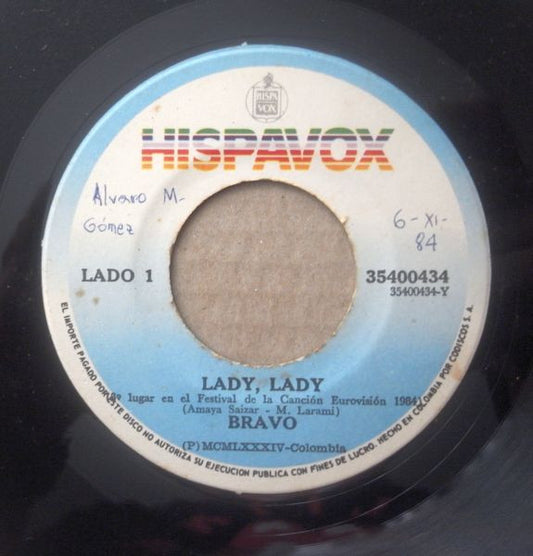 HISPA
VOX
HISPAVOX
Alvaro M.
Gómez
6-XI-
84
LADO 1
35400434
35400434-Y
LADY, LADY
3º lugar en el Festival de la Canción Eurovisión 1984)
(Amaya Saizar - M. Larami)
BRAVO
(P) MCMLXXXIV-Colombia
EL IMPORTE PAGADO POR ESTE DISCO NO AUTORIZA SU EJECUCION PUBLICA CON FINES DE LUCRO. HECHO EN COLOMBIA POR CODISCOS S. A.